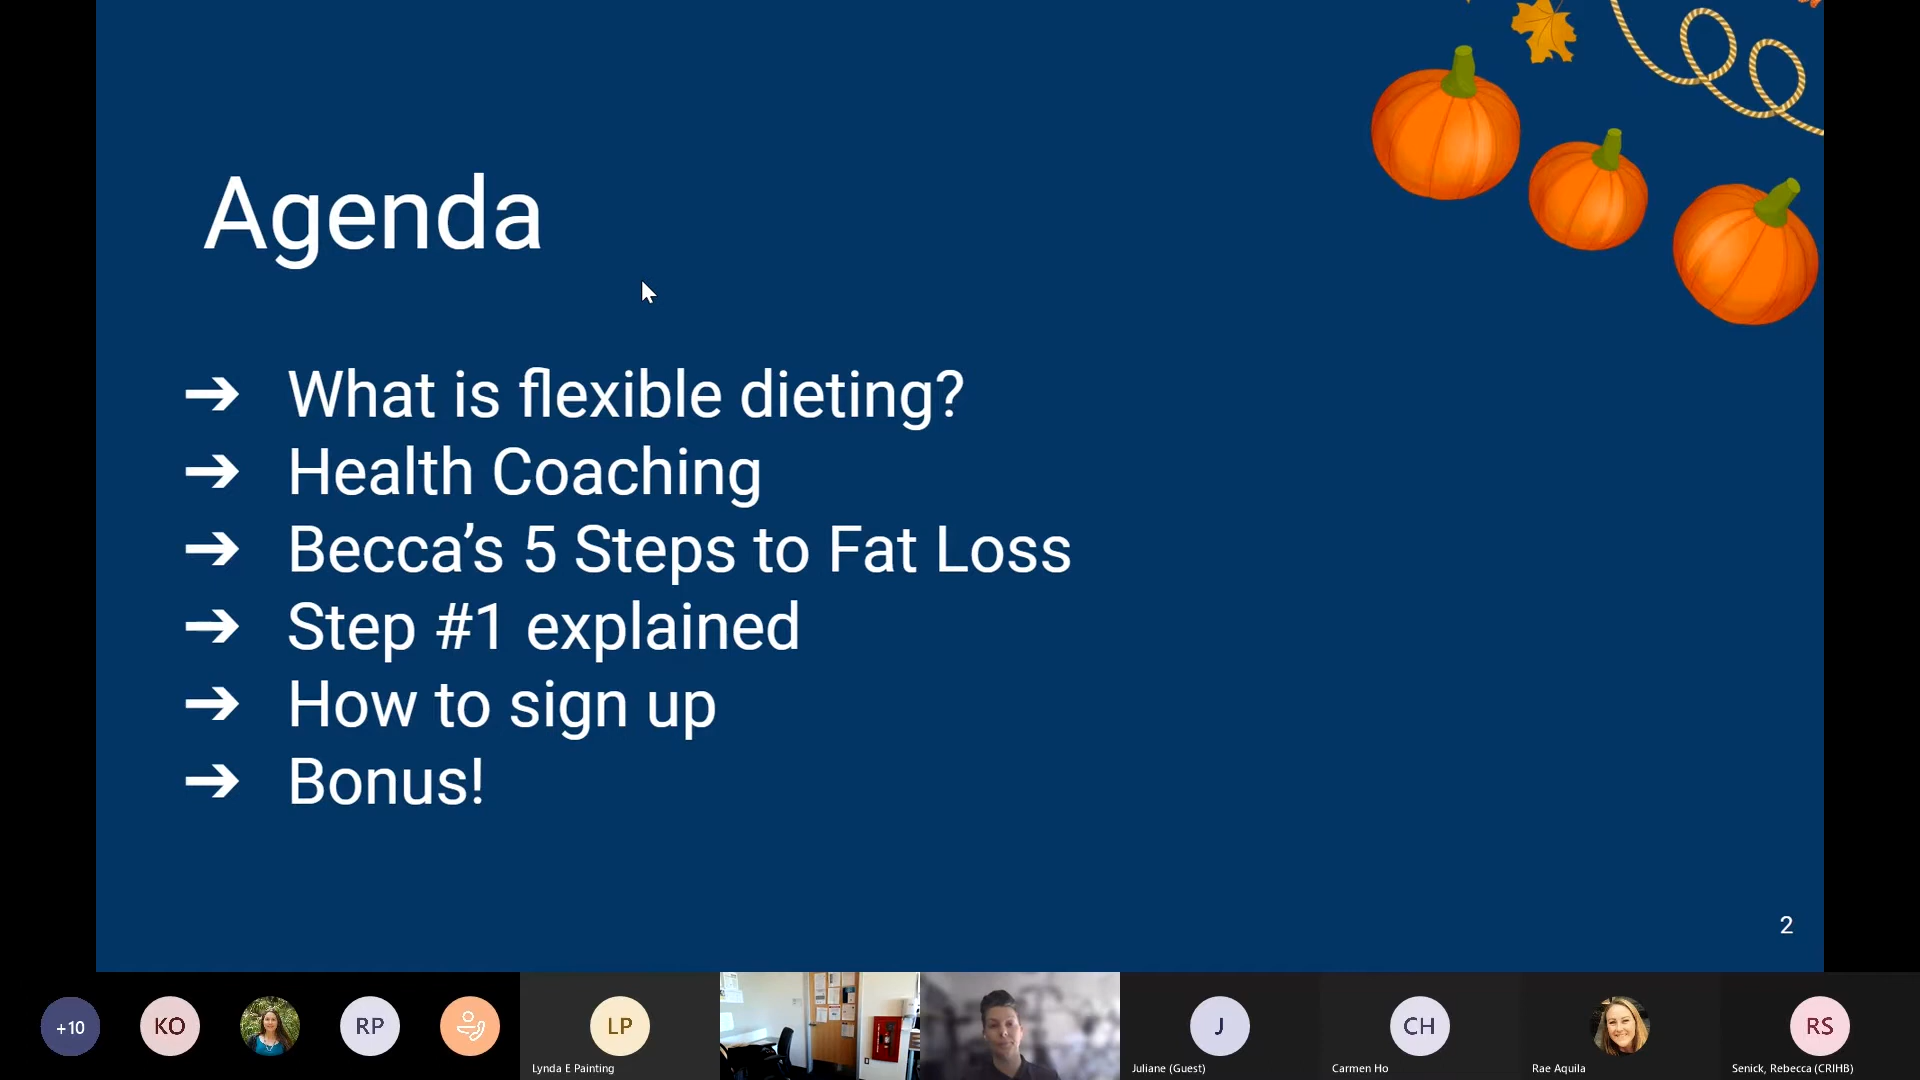 Agenda
➔ What is flexible dieting?
➔ Health Coaching
➔ Becca’s 5 Steps to Fat Loss
➔ Step #1 explained
➔ How to sign up
➔ Bonus!
2
+10
KO
RP
LP
J
CH
RS
Lynda E Painting
Juliane (Guest)
Carmen Ho
Rae Aquila
Senick, Rebecca (CRIHB)